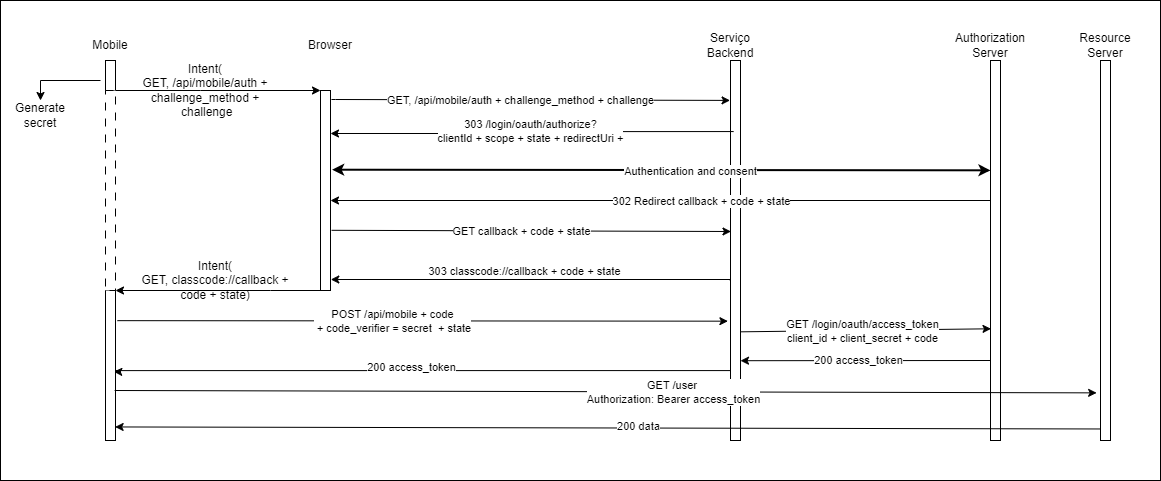 Mobile
Browser
Serviço
Backend
Authorization
Server
Resource
Server
Generate
secret
Intent(
GET, /api/mobile/auth +
challenge_method +
challenge
GET, /api/mobile/auth + challenge_method + challenge
303 /login/oauth/authorize?
clientId + scope + state + redirectUri +
Authentication and consent
302 Redirect callback + code + state
GET callback + code + state
303 classcode://callback + code + state
Intent(
GET, classcode://callback +
code + state)
POST /api/mobile + code
+ code_verifier = secret + state
GET /login/oauth/access_token
client_id + client_secret + code
200 access_token
200 access_token
GET /user
Authorization: Bearer access_token
200 data